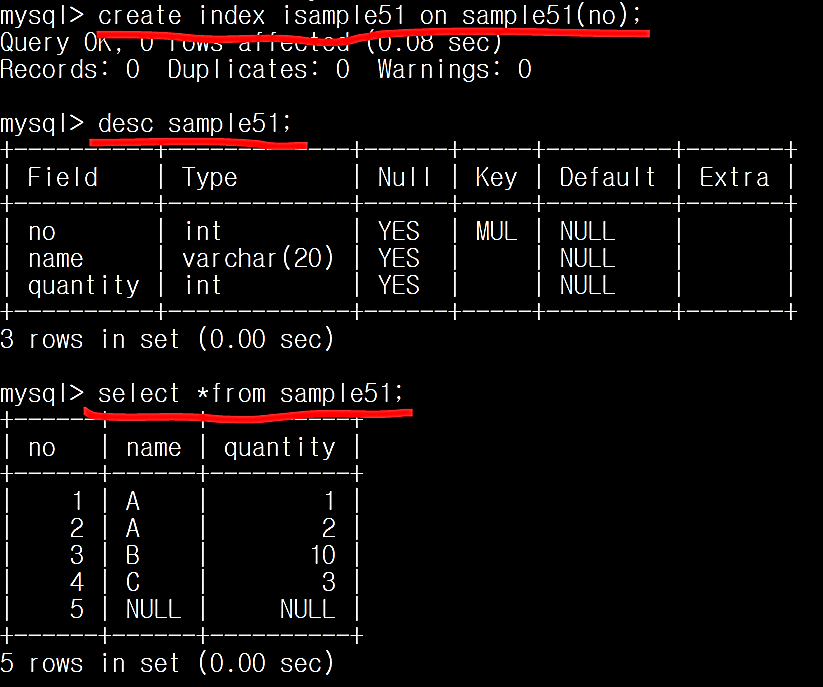 mysql> create index isample51 on sample51(no);
Query OK, 0 rows affected (0.08 sec)
Records: 0  Duplicates: 0  Warnings: 0
mysql> desc sample51;
+----------+-------------+------+-----+---------+-------+
| Field    | Type        | Null | Key | Default | Extra |
+----------+-------------+------+-----+---------+-------+
| no       | int         | YES  | MUL | NULL    |       |
| name     | varchar(20) | YES  |     | NULL    |       |
| quantity | int         | YES  |     | NULL    |       |
+----------+-------------+------+-----+---------+-------+
3 rows in set (0.00 sec)
mysql> select *from sample51;
+------+------+----------+
| no   | name | quantity |
+------+------+----------+
|    1 | A    |        1 |
|    2 | A    |        2 |
|    3 | B    |       10 |
|    4 | C    |        3 |
|    5 | NULL |     NULL |
+------+------+----------+
5 rows in set (0.00 sec)